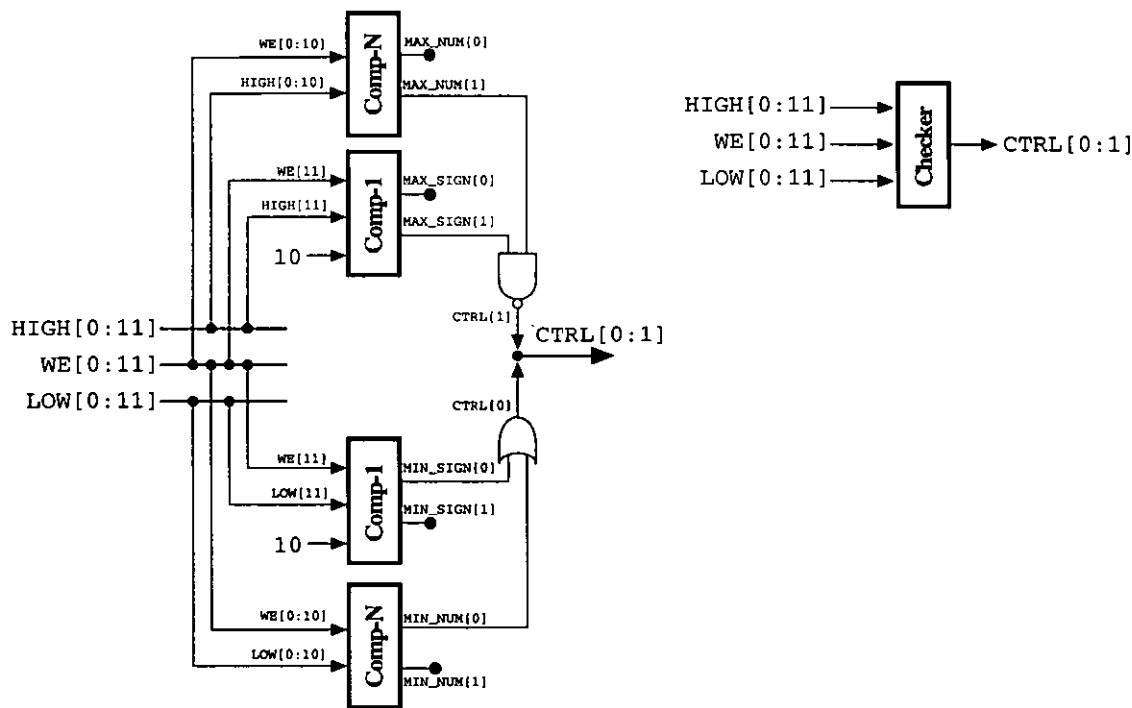 WE[0:10]
HIGH[0:10]
Comp-N
MAX_NUM[0]
MAX_NUM[1]
WE[11]
HIGH[11]
10
Comp-1
MAX_SIGN[0]
MAX_SIGN[1]
HIGH[0:11]
WE[0:11]
LOW[0:11]
CTRL[1]
CTRL[0:1]
CTRL[0]
WE[11]
LOW[11]
10
Comp-1
MIN_SIGN[0]
MIN_SIGN[1]
WE[0:10]
LOW[0:10]
Comp-N
MIN_NUM[0]
MIN_NUM[1]
HIGH[0:11]
WE[0:11]
LOW[0:11]
Checker
CTRL[0:1]